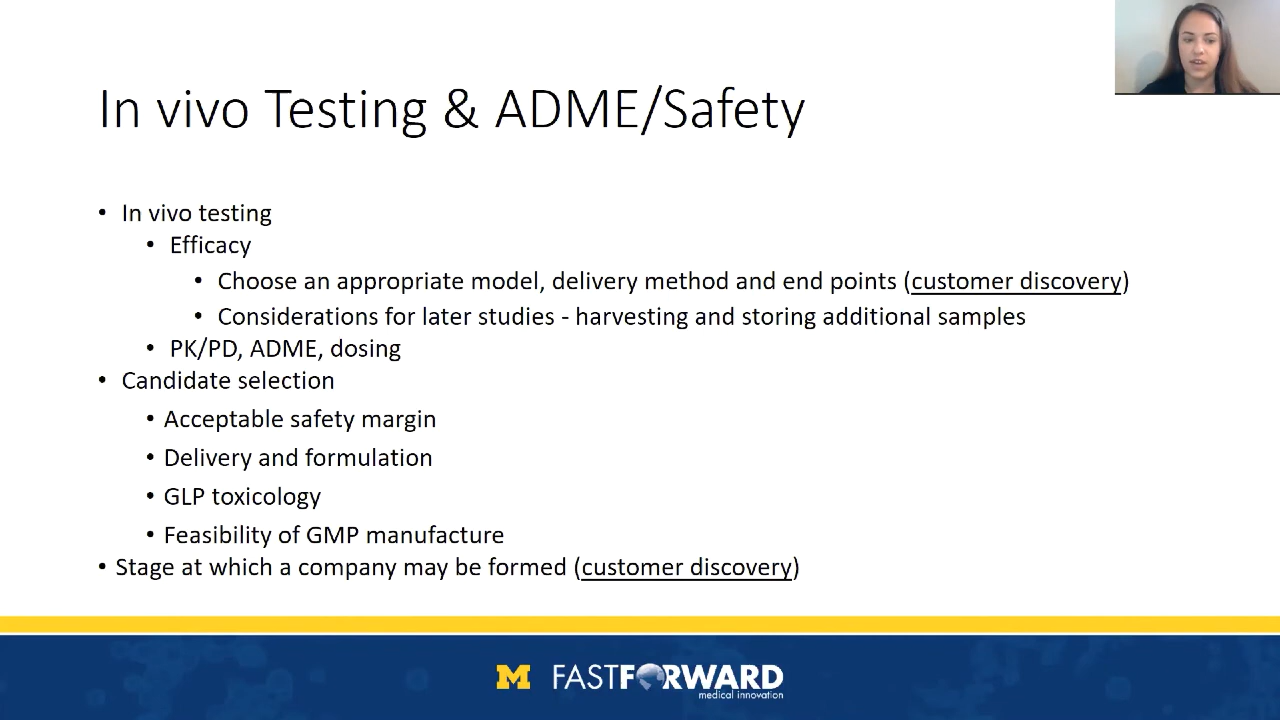 In vivo Testing & ADME/Safety
• In vivo testing
• Efficacy
• Choose an appropriate model, delivery method and end points (customer discovery)
• Considerations for later studies - harvesting and storing additional samples
• PK/PD, ADME, dosing
• Candidate selection
• Acceptable safety margin
• Delivery and formulation
• GLP toxicology
• Feasibility of GMP manufacture
• Stage at which a company may be formed (customer discovery)
M FASTFORWARD
medical innovation